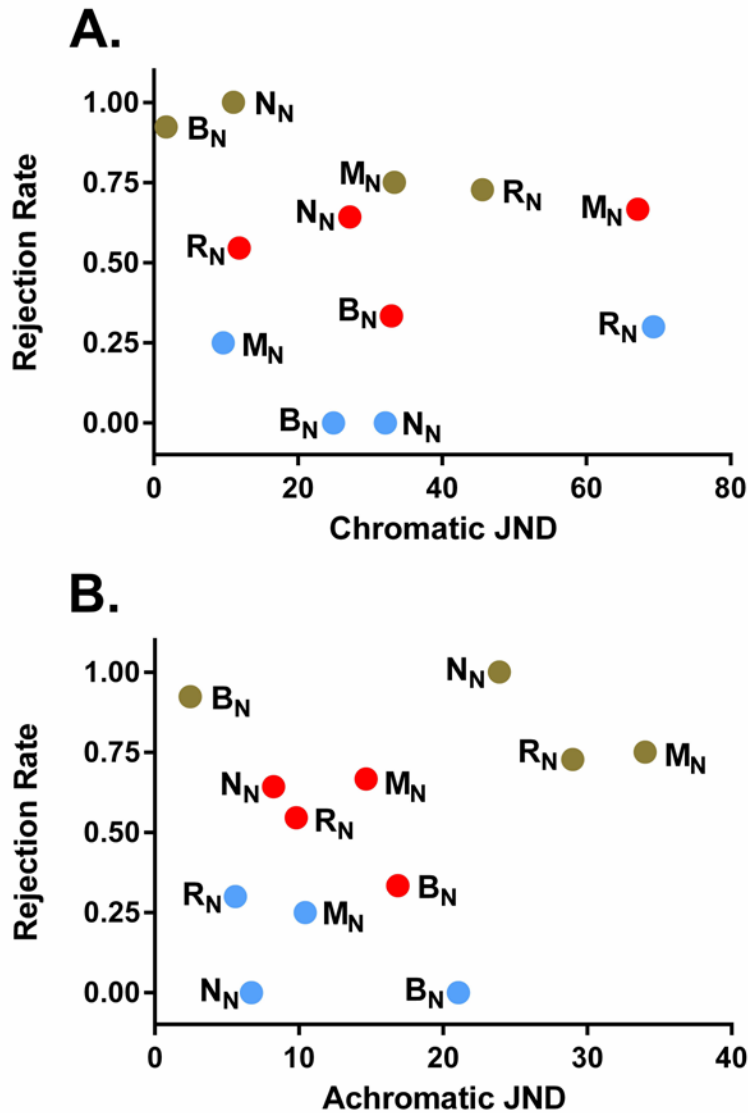 A.
Rejection Rate
1.00
0.75
0.50
0.25
0.00
B_N
N_N
M_N
R_N
N_N
M_N
R_N
B_N
M_N
R_N
B_N
N_N
0
20
40
60
80
Chromatic JND
B.
Rejection Rate
1.00
0.75
0.50
0.25
0.00
N_N
B_N
R_N
M_N
N_N
M_N
R_N
B_N
R_N
M_N
N_N
B_N
0
10
20
30
40
Achromatic JND